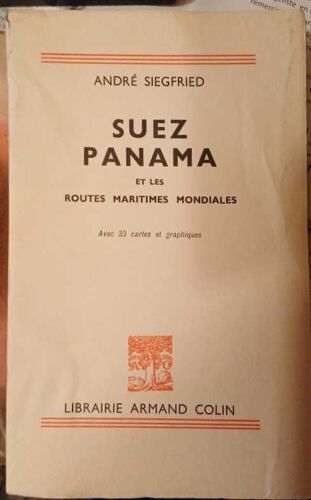 ANDRÉ SIEGFRIED
SUEZ
PANAMA
ET LES
ROUTES MARITIMES MONDIALES
Avec 33 cartes et graphiques
LIBRAIRIE ARMAND COLIN